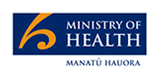 MINISTRY OF
HEALTH
MANATŪ HAUORA